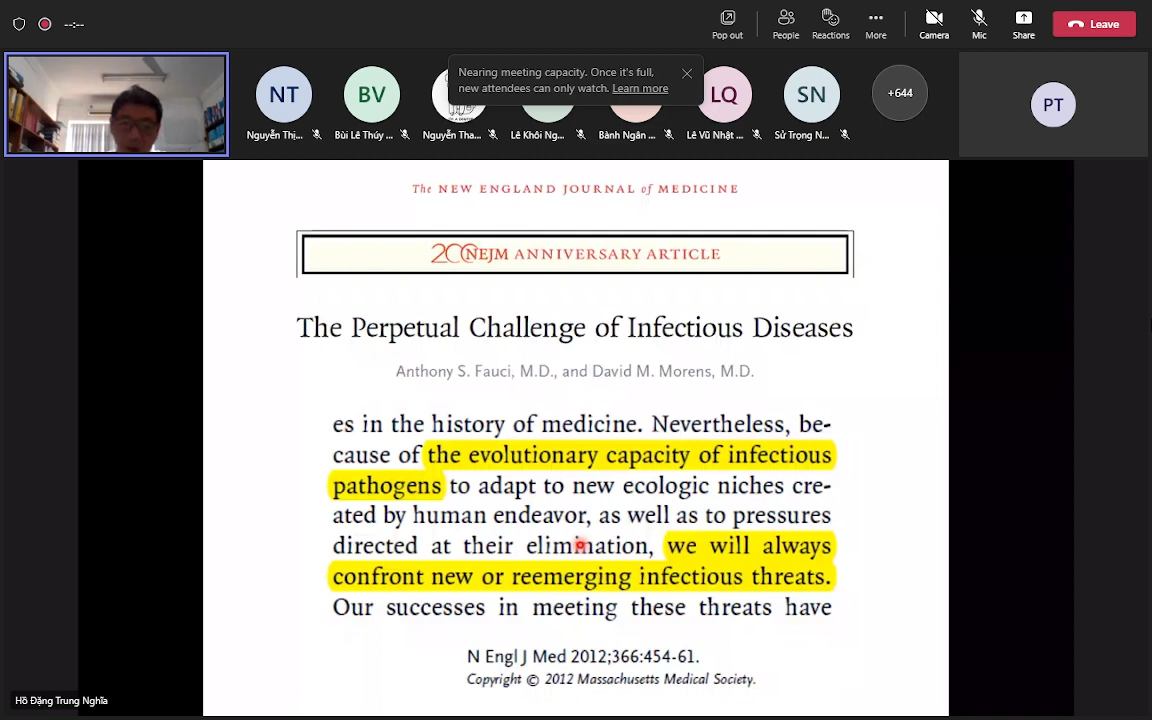 --:--
Pop out
People
Reactions
More
Camera
Mic
Share
Leave
Nearing meeting capacity. Once it's full,
new attendees can only watch. Learn more
NT
BV
LQ
SN
+644
PT
Nguyễn Thị...
Bùi Lê Thúy ...
Nguyễn Tha...
Lê Khôi Ng...
Bành Ngân ...
Lê Vũ Nhật ...
Sử Trọng N...
The NEW ENGLAND JOURNAL of MEDICINE
200 NEJM ANNIVERSARY ARTICLE
The Perpetual Challenge of Infectious Diseases
Anthony S. Fauci, M.D., and David M. Morens, M.D.
es in the history of medicine. Nevertheless, be-
cause of the evolutionary capacity of infectious
pathogens to adapt to new ecologic niches cre-
ated by human endeavor, as well as to pressures
directed at their elimination, we will always
confront new or reemerging infectious threats.
Our successes in meeting these threats have
N Engl J Med 2012;366:454-61.
Copyright © 2012 Massachusetts Medical Society.
Hồ Đặng Trung Nghĩa